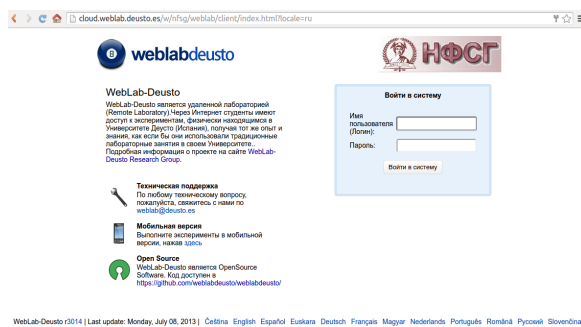 cloud.weblab.deusto.es/w/nfsg/weblab/client/index.html?locale=ru
weblabdeusto
НФСГ
WebLab-Deusto
WebLab-Deusto является удаленной лабораторией
(Remote Laboratory).Через Интернет студенты имеют
доступ к экспериментам, физически находящимся в
Университете Деусто (Испания), получая тот же опыт и
знания, как если бы они использовали традиционные
лабораторные занятия в своем Университете..
Подробная информация о проекте на сайте WebLab-
Deusto Research Group.
Войти в систему
Имя
пользователя
(Логин):
Пароль:
Войти в систему
Техническая поддержка
По любому техническому вопросу,
пожалуйста, свяжитесь с нами по
weblab@deusto.es
Мобильная версия
Выполните эксперименты в мобильной
версии, нажав здесь
Open Source
WebLab-Deusto является OpenSource
Software. Код доступен в
https://github.com/weblabdeusto/weblabdeusto/
WebLab-Deusto r3014 | Last update: Monday, July 08, 2013 | Čeština English Español Euskara Deutsch Français Magyar Nederlands Português Română Русский Slovenčina